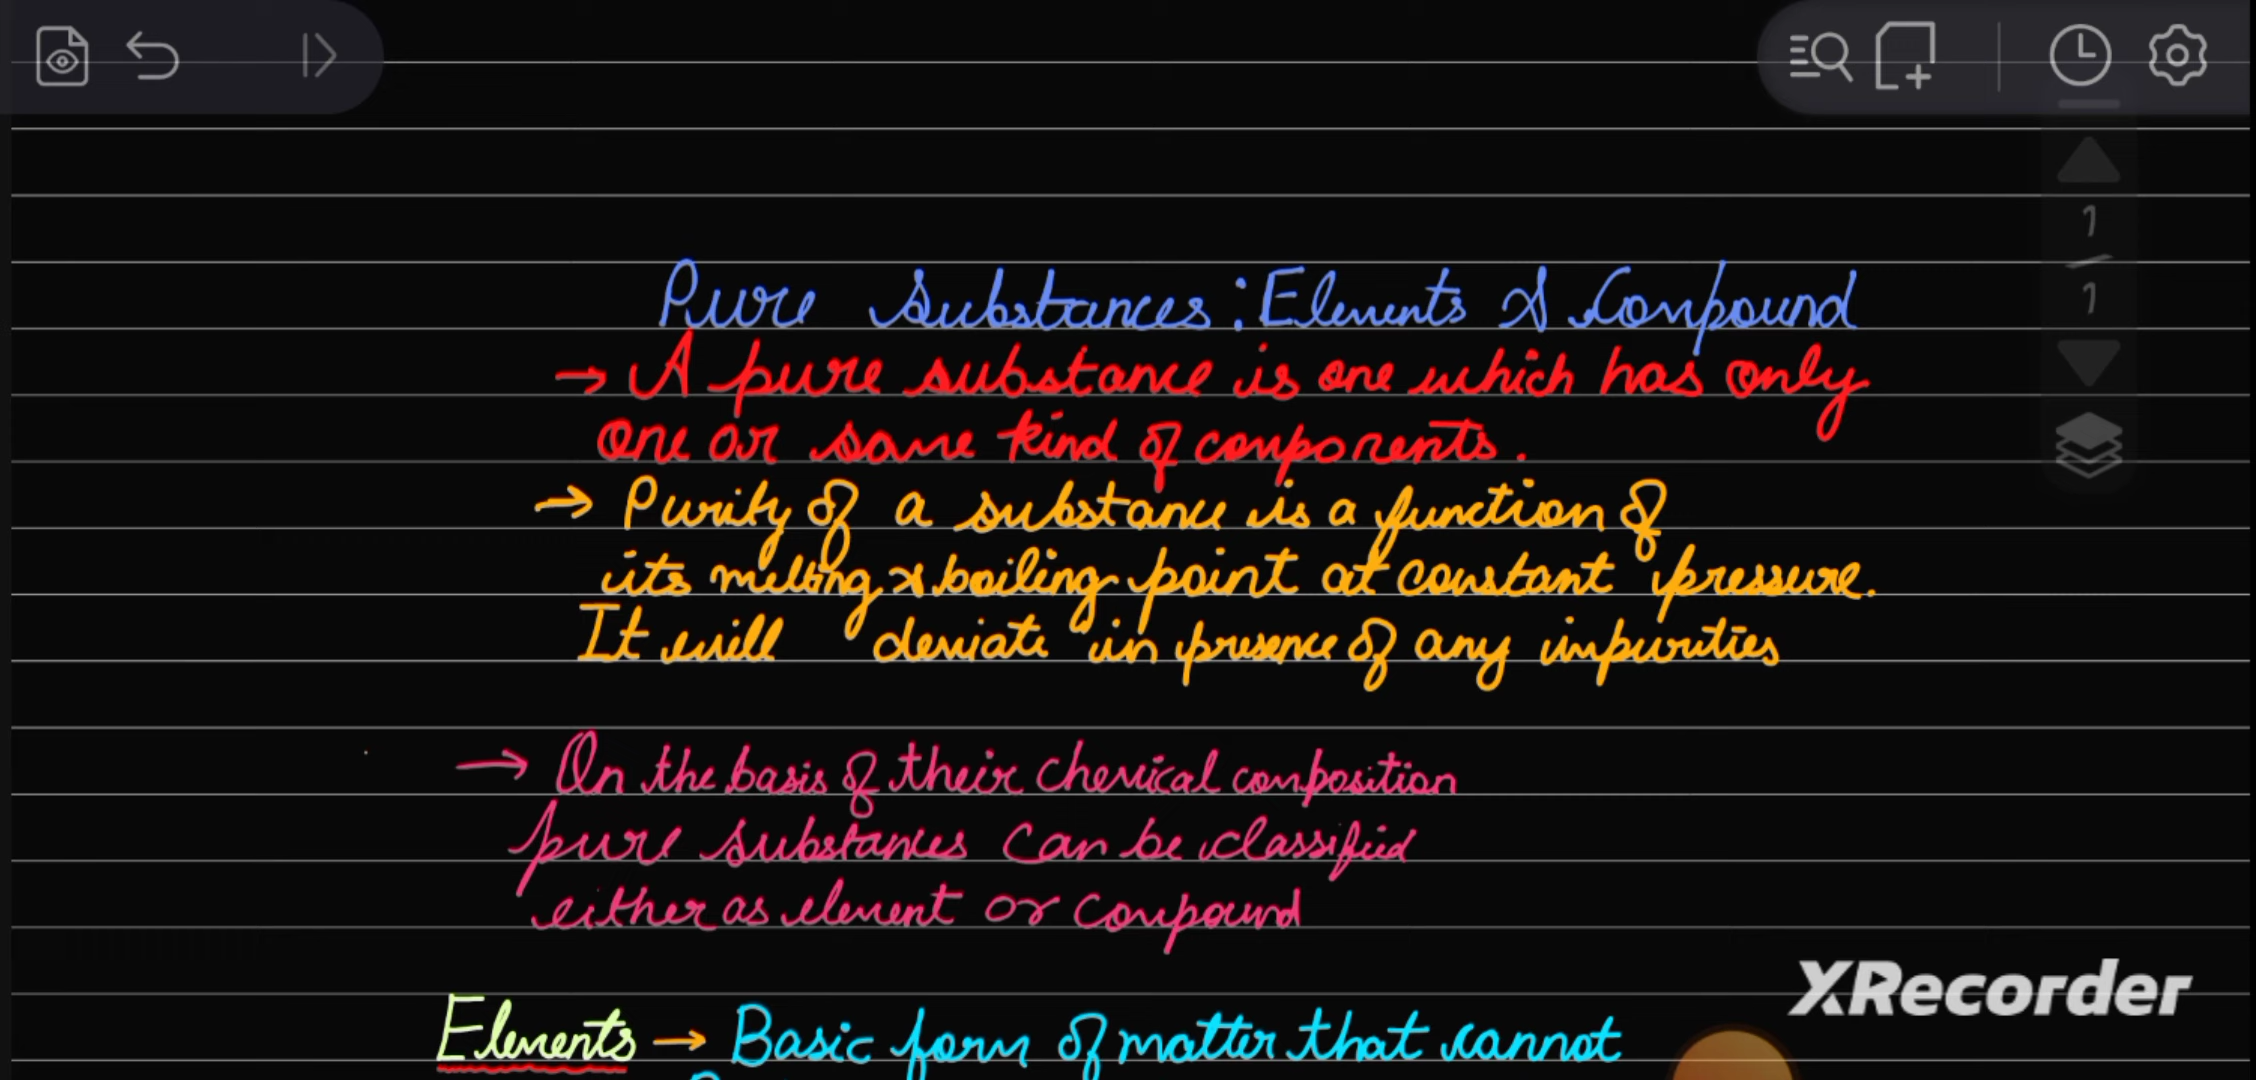 Pure Substances: Elements & Compound
→ A pure substance is one which has only
one or same kind of components.
→ Purity of a substance is a function of
its melting & boiling point at constant pressure.
It will deviate in presence of any impurities
→ On the basis of their chemical composition
pure substances can be classified
either as element or compound
Elements → Basic form of matter that cannot
1
1
XRecorder